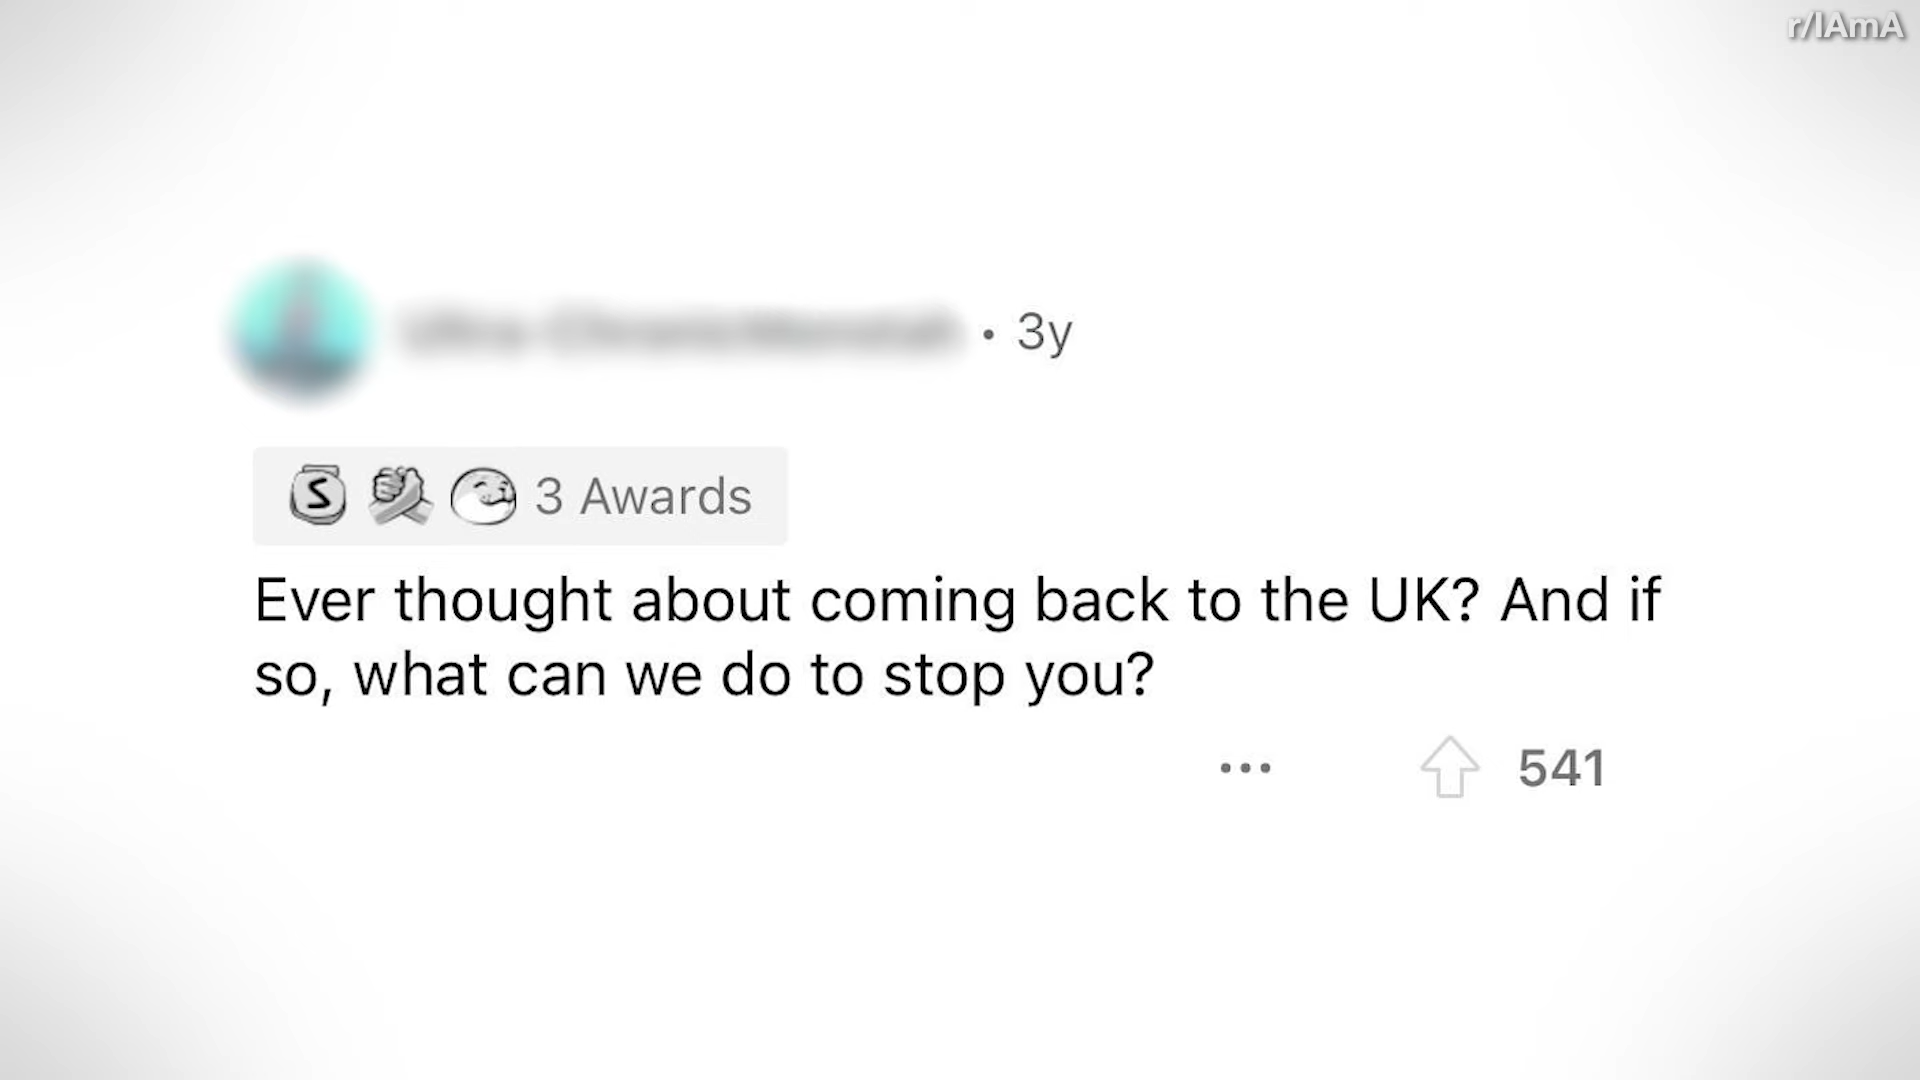 r/IAmA
• 3y
3 Awards
Ever thought about coming back to the UK? And if
so, what can we do to stop you?
541